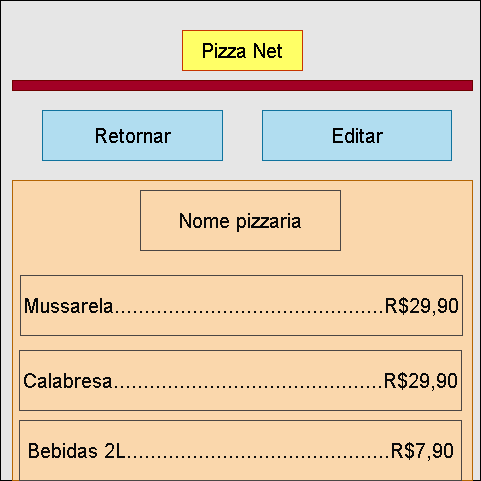 Pizza Net
Retornar Editar
Nome pizzaria
Mussarela.............................................R$29,90
Calabresa.............................................R$29,90
Bebidas 2L............................................R$7,90